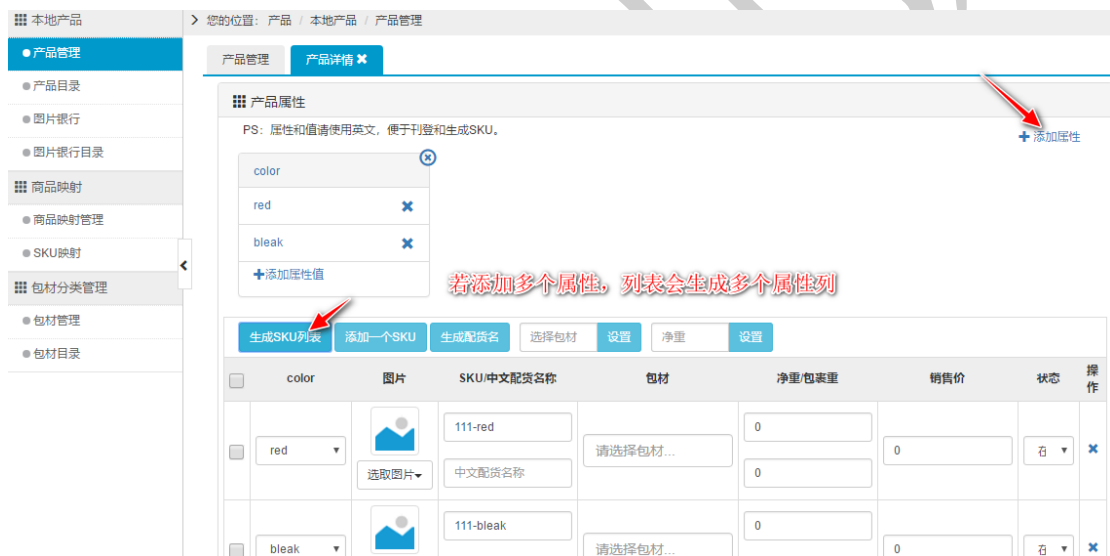 本地产品
您的位置：产品 / 本地产品 / 产品管理
产品管理
产品目录
图片银行
图片银行目录
商品映射
商品映射管理
SKU映射
包材分类管理
包材管理
包材目录
产品管理 产品详情
产品属性
PS：属性和值请使用英文，便于刊登和生成SKU。
添加属性
color
red
bleak
添加属性值
若添加多个属性，列表会生成多个属性列
生成SKU列表 添加一个SKU 生成配货名 选择包材 设置 净重 设置
color 图片 SKU/中文配货名称 包材 净重/包裹重 销售价 状态 操作
red 选取图片 111-red 中文配货名称 请选择包材... 0 0 0 在
bleak 111-bleak 请选择包材... 0 0 在